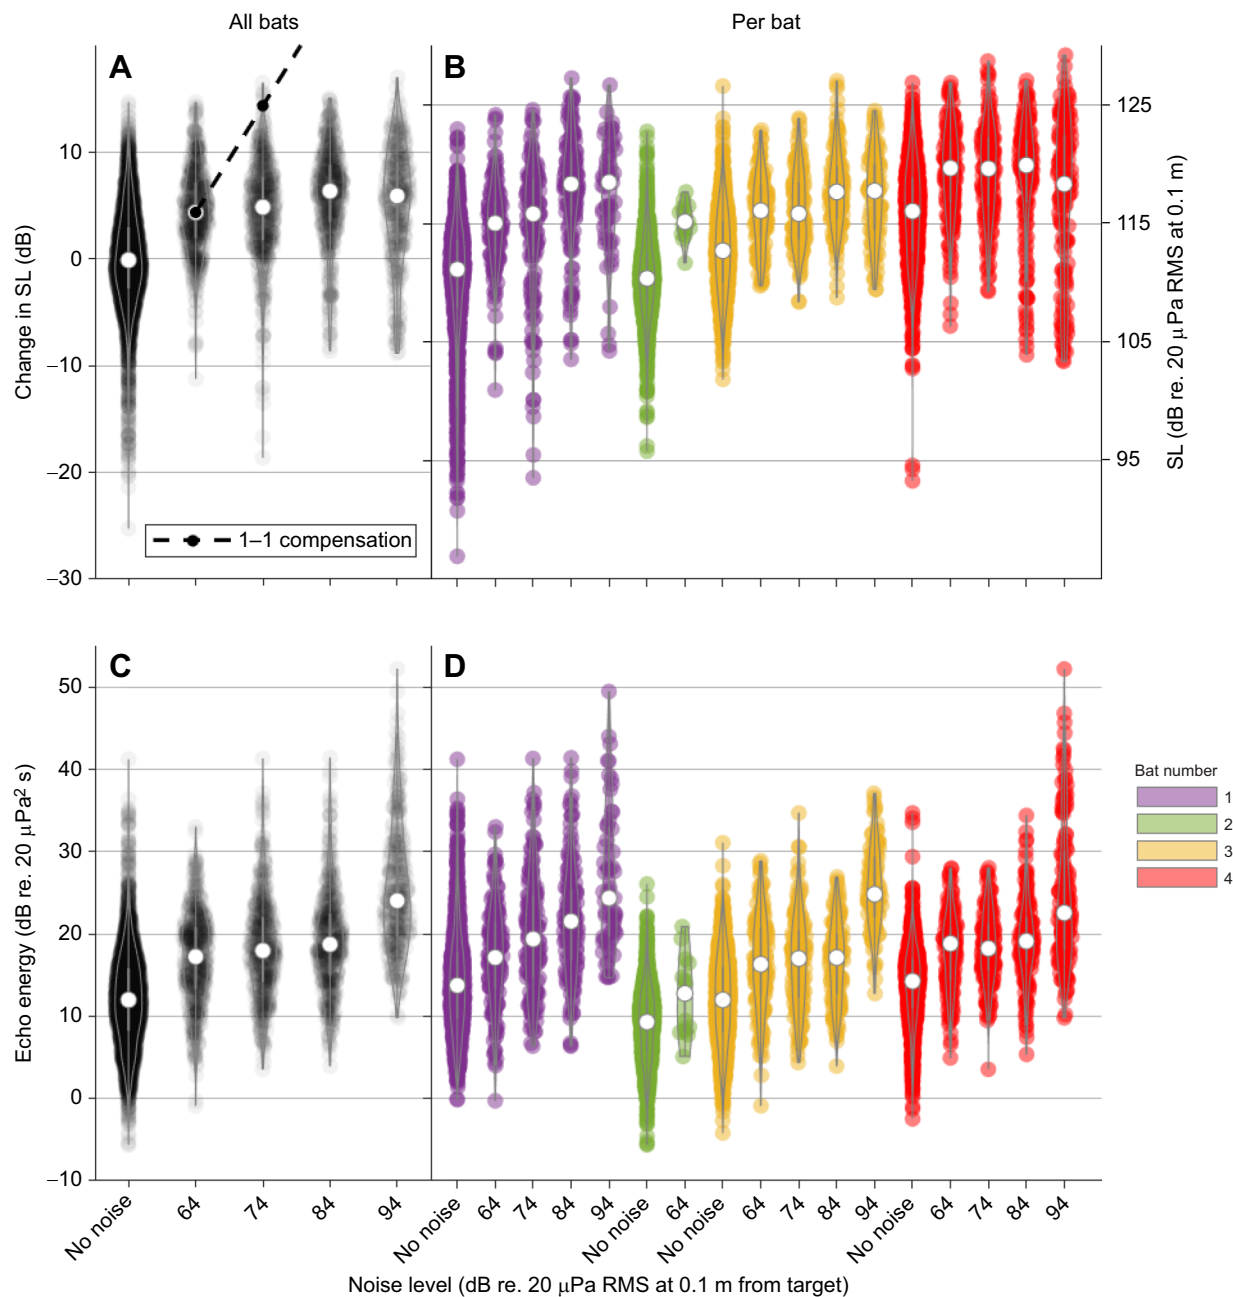 All bats
Per bat
A
B
Change in SL (dB)
10
0
–10
–20
–30
1–1 compensation
125
115
105
95
SL (dB re. 20 μPa RMS at 0.1 m)
C
D
Echo energy (dB re. 20 μPa² s)
50
40
30
20
10
0
–10
Bat number
1
2
3
4
No noise
64
74
84
94
No noise
64
74
84
94
No noise
64
No noise
64
74
84
94
No noise
64
74
84
94
Noise level (dB re. 20 μPa RMS at 0.1 m from target)